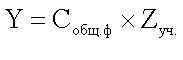 Y = C общ.ф × Z уч.